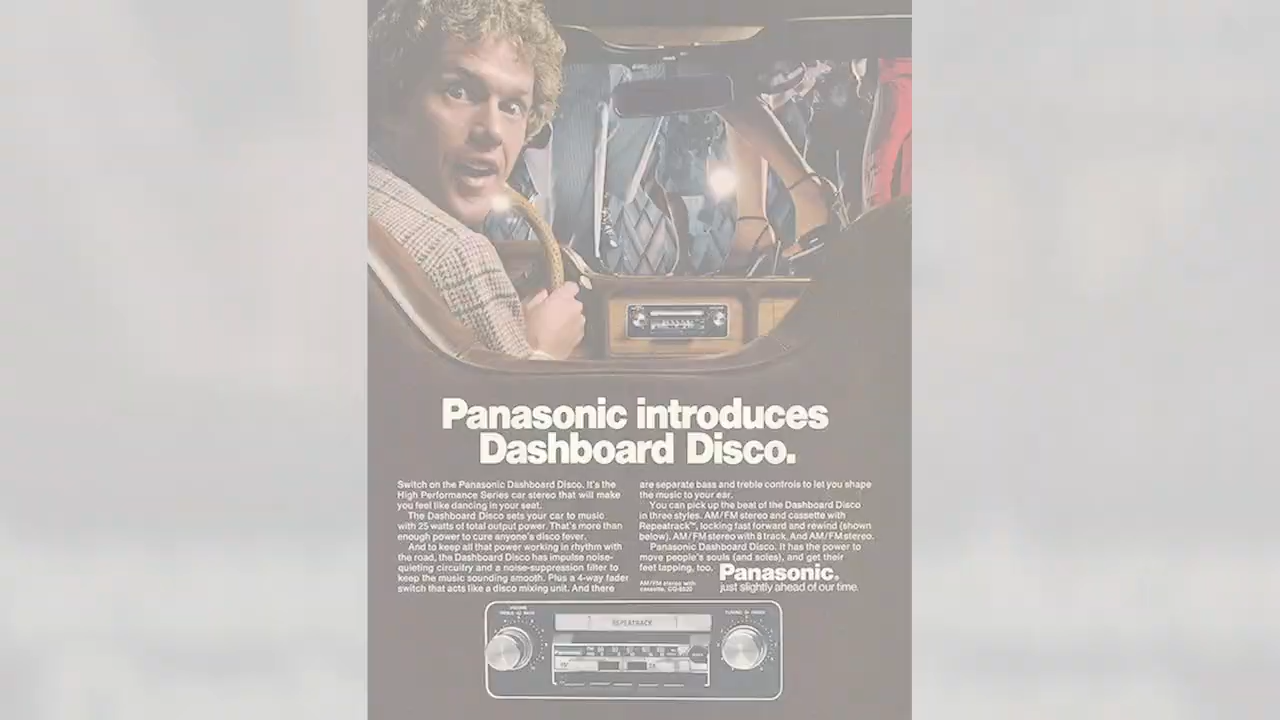 Panasonic introduces
Dashboard Disco.
Switch on the Panasonic Dashboard Disco. It's the
High Performance Series car stereo that will make
you feel like dancing in your seat.
The Dashboard Disco sets your car to music
with 25 watts of total output power. That's more than
enough power to cure anyone's disco fever.
And to keep all that power working in rhythm with
the road, the Dashboard Disco has impulse noise-
quieting circuitry and a noise-suppression filter to
keep the music sounding smooth. Plus a 4-way fader
switch that acts like a disco mixing unit. And there
are separate bass and treble controls to let you shape
the music to your ear.
You can pick up the beat of the Dashboard Disco
in three styles. AM/FM stereo and cassette with
Repeatrack™, locking fast forward and rewind (shown
below). AM/FM stereo with 8 track. And AM/FM stereo.
Panasonic Dashboard Disco. It has the power to
move people's souls (and soles), and get their
feet tapping, too.
AM/FM stereo with
cassette,
Panasonic.
just slightly ahead of our time.
REPEATRACK
Panasonic